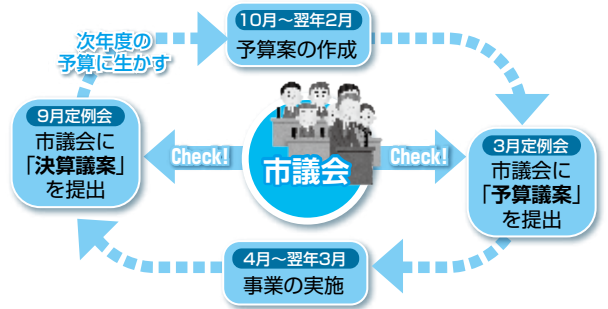 10月～翌年2月
予算案の作成
次年度の
予算に生かす
9月定例会
市議会に
「決算議案」
を提出
Check!
市議会
Check!
3月定例会
市議会に
「予算議案」
を提出
4月～翌年3月
事業の実施